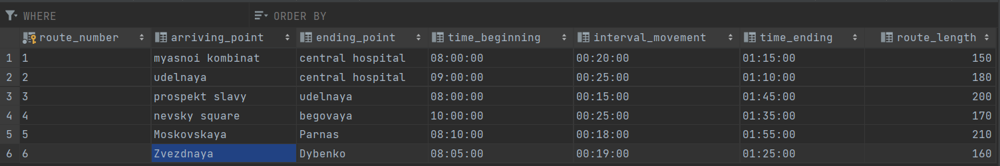 WHERE ORDER BY
route_number arriving_point ending_point time_beginning interval_movement time_ending route_length
1 1 myasnoi kombinat central hospital 08:00:00 00:20:00 01:15:00 150
2 2 udelnaya central hospital 09:00:00 00:25:00 01:10:00 180
3 3 prospekt slavy udelnaya 08:00:00 00:15:00 01:45:00 200
4 4 nevsky square begovaya 10:00:00 00:25:00 01:35:00 170
5 5 Moskovskaya Parnas 08:10:00 00:18:00 01:55:00 210
6 6 Zvezdnaya Dybenko 08:05:00 00:19:00 01:25:00 160